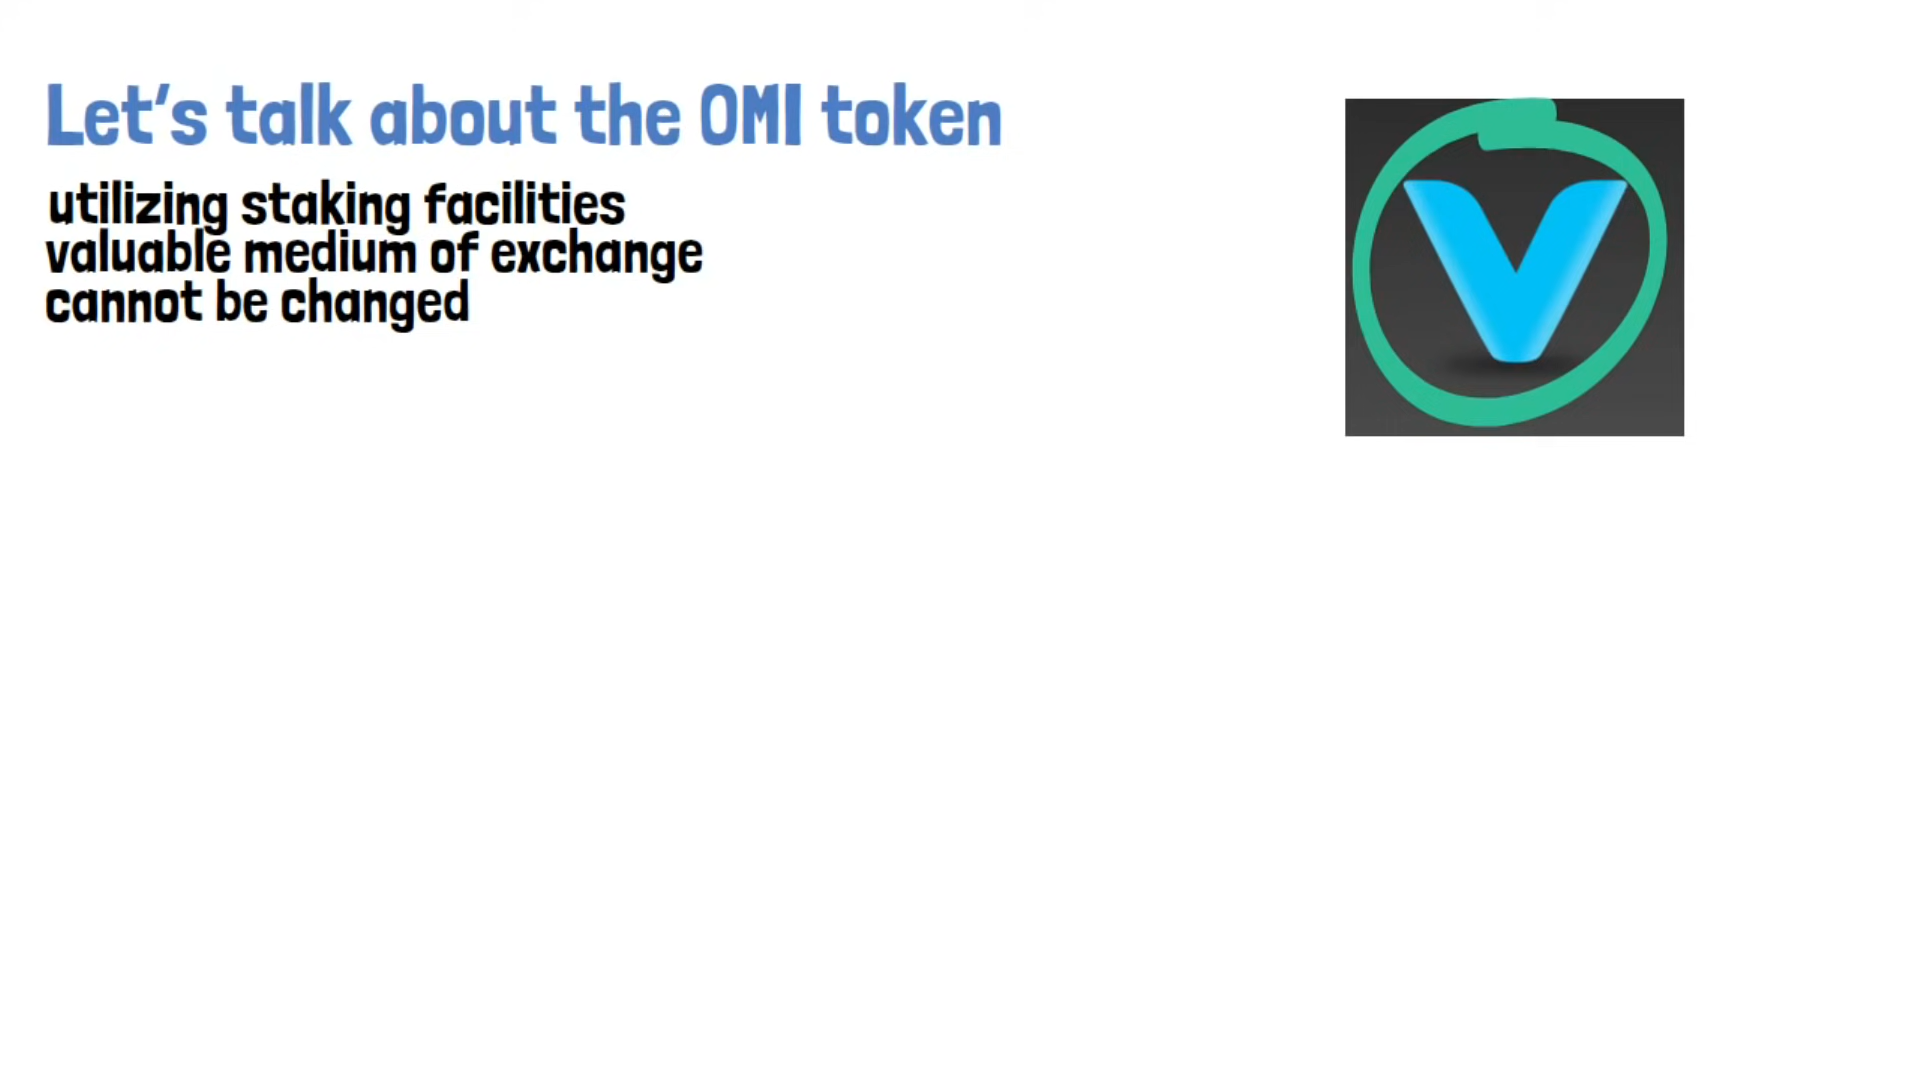 Let's talk about the OMI token
utilizing staking facilities
valuable medium of exchange
cannot be changed
V